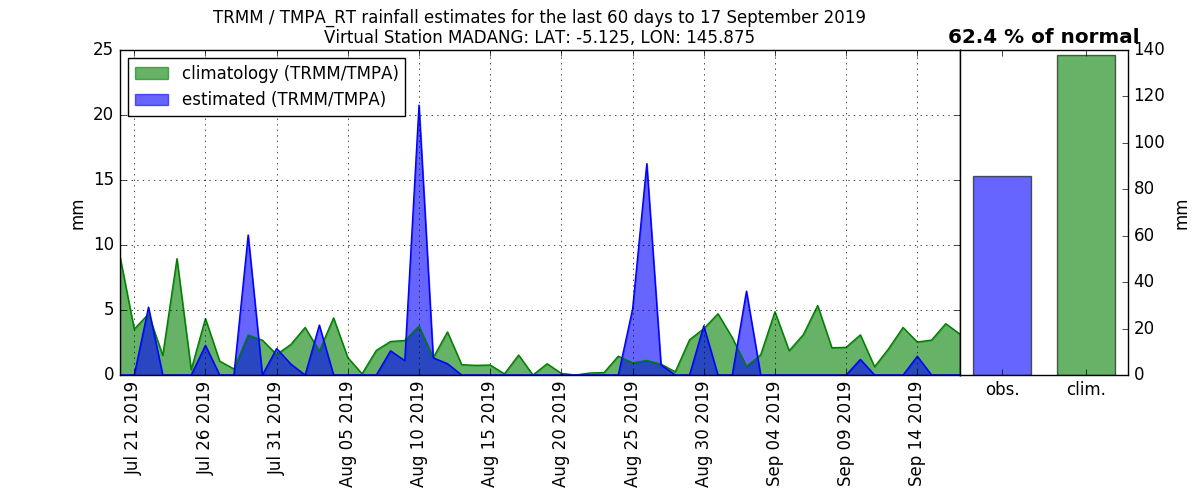 TRMM / TMPA_RT rainfall estimates for the last 60 days to 17 September 2019
Virtual Station MADANG: LAT: -5.125, LON: 145.875
62.4 % of normal
climatology (TRMM/TMPA)
estimated (TRMM/TMPA)
25
20
15
10
5
0
mm
Jul 21 2019
Jul 26 2019
Jul 31 2019
Aug 05 2019
Aug 10 2019
Aug 15 2019
Aug 20 2019
Aug 25 2019
Aug 30 2019
Sep 04 2019
Sep 09 2019
Sep 14 2019
obs.
clim.
140
120
100
80
60
40
20
0
mm